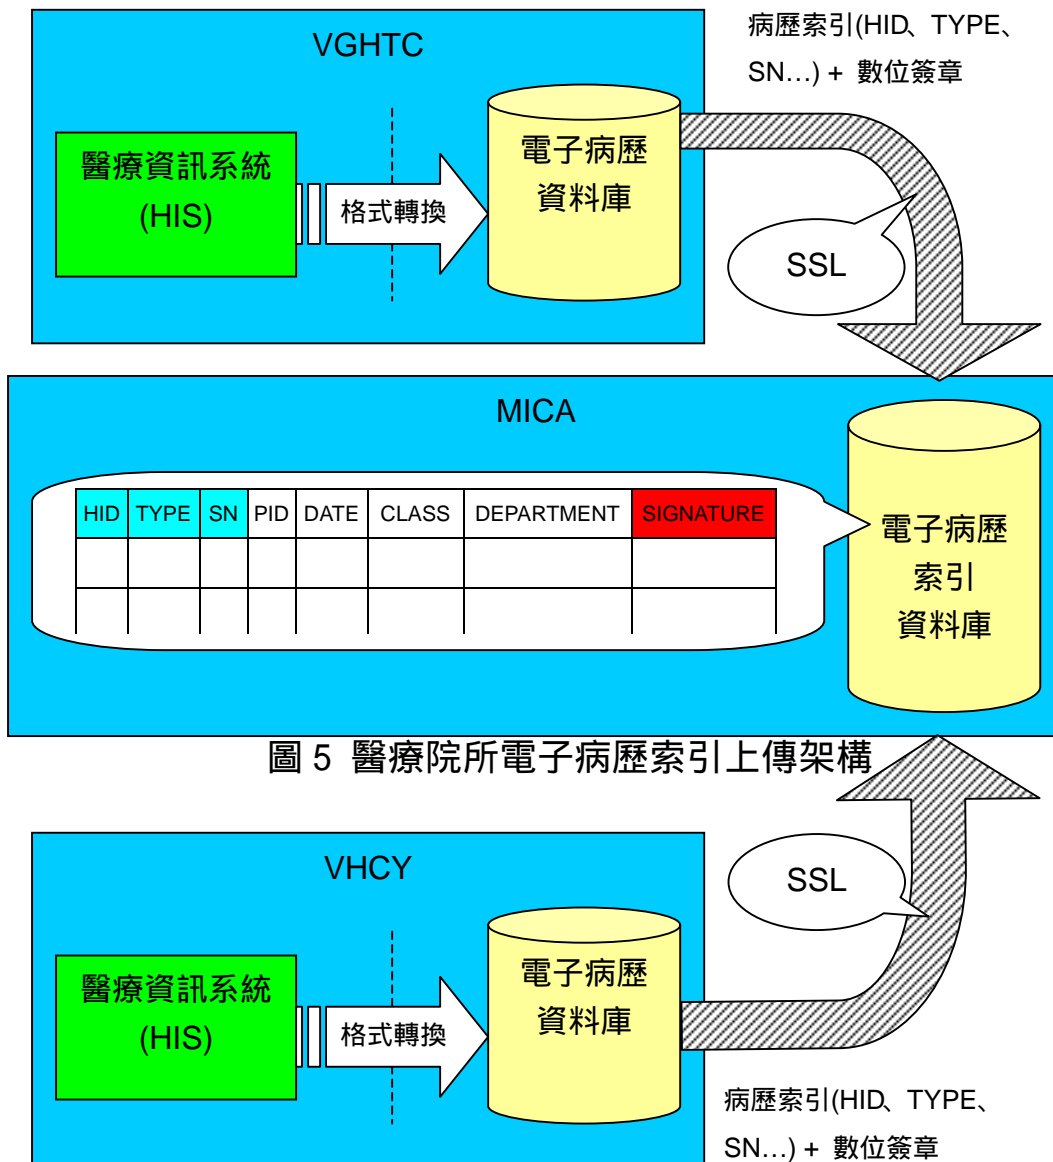 VGHTC
病歷索引(HID、TYPE、
SN…) + 數位簽章
醫療資訊系統
(HIS)
格式轉換
電子病歷
資料庫
SSL
MICA
HID TYPE SN PID DATE CLASS DEPARTMENT SIGNATURE
電子病歷
索引
資料庫
圖 5 醫療院所電子病歷索引上傳架構
VHCY
醫療資訊系統
(HIS)
格式轉換
電子病歷
資料庫
SSL
病歷索引(HID、TYPE、
SN…) + 數位簽章